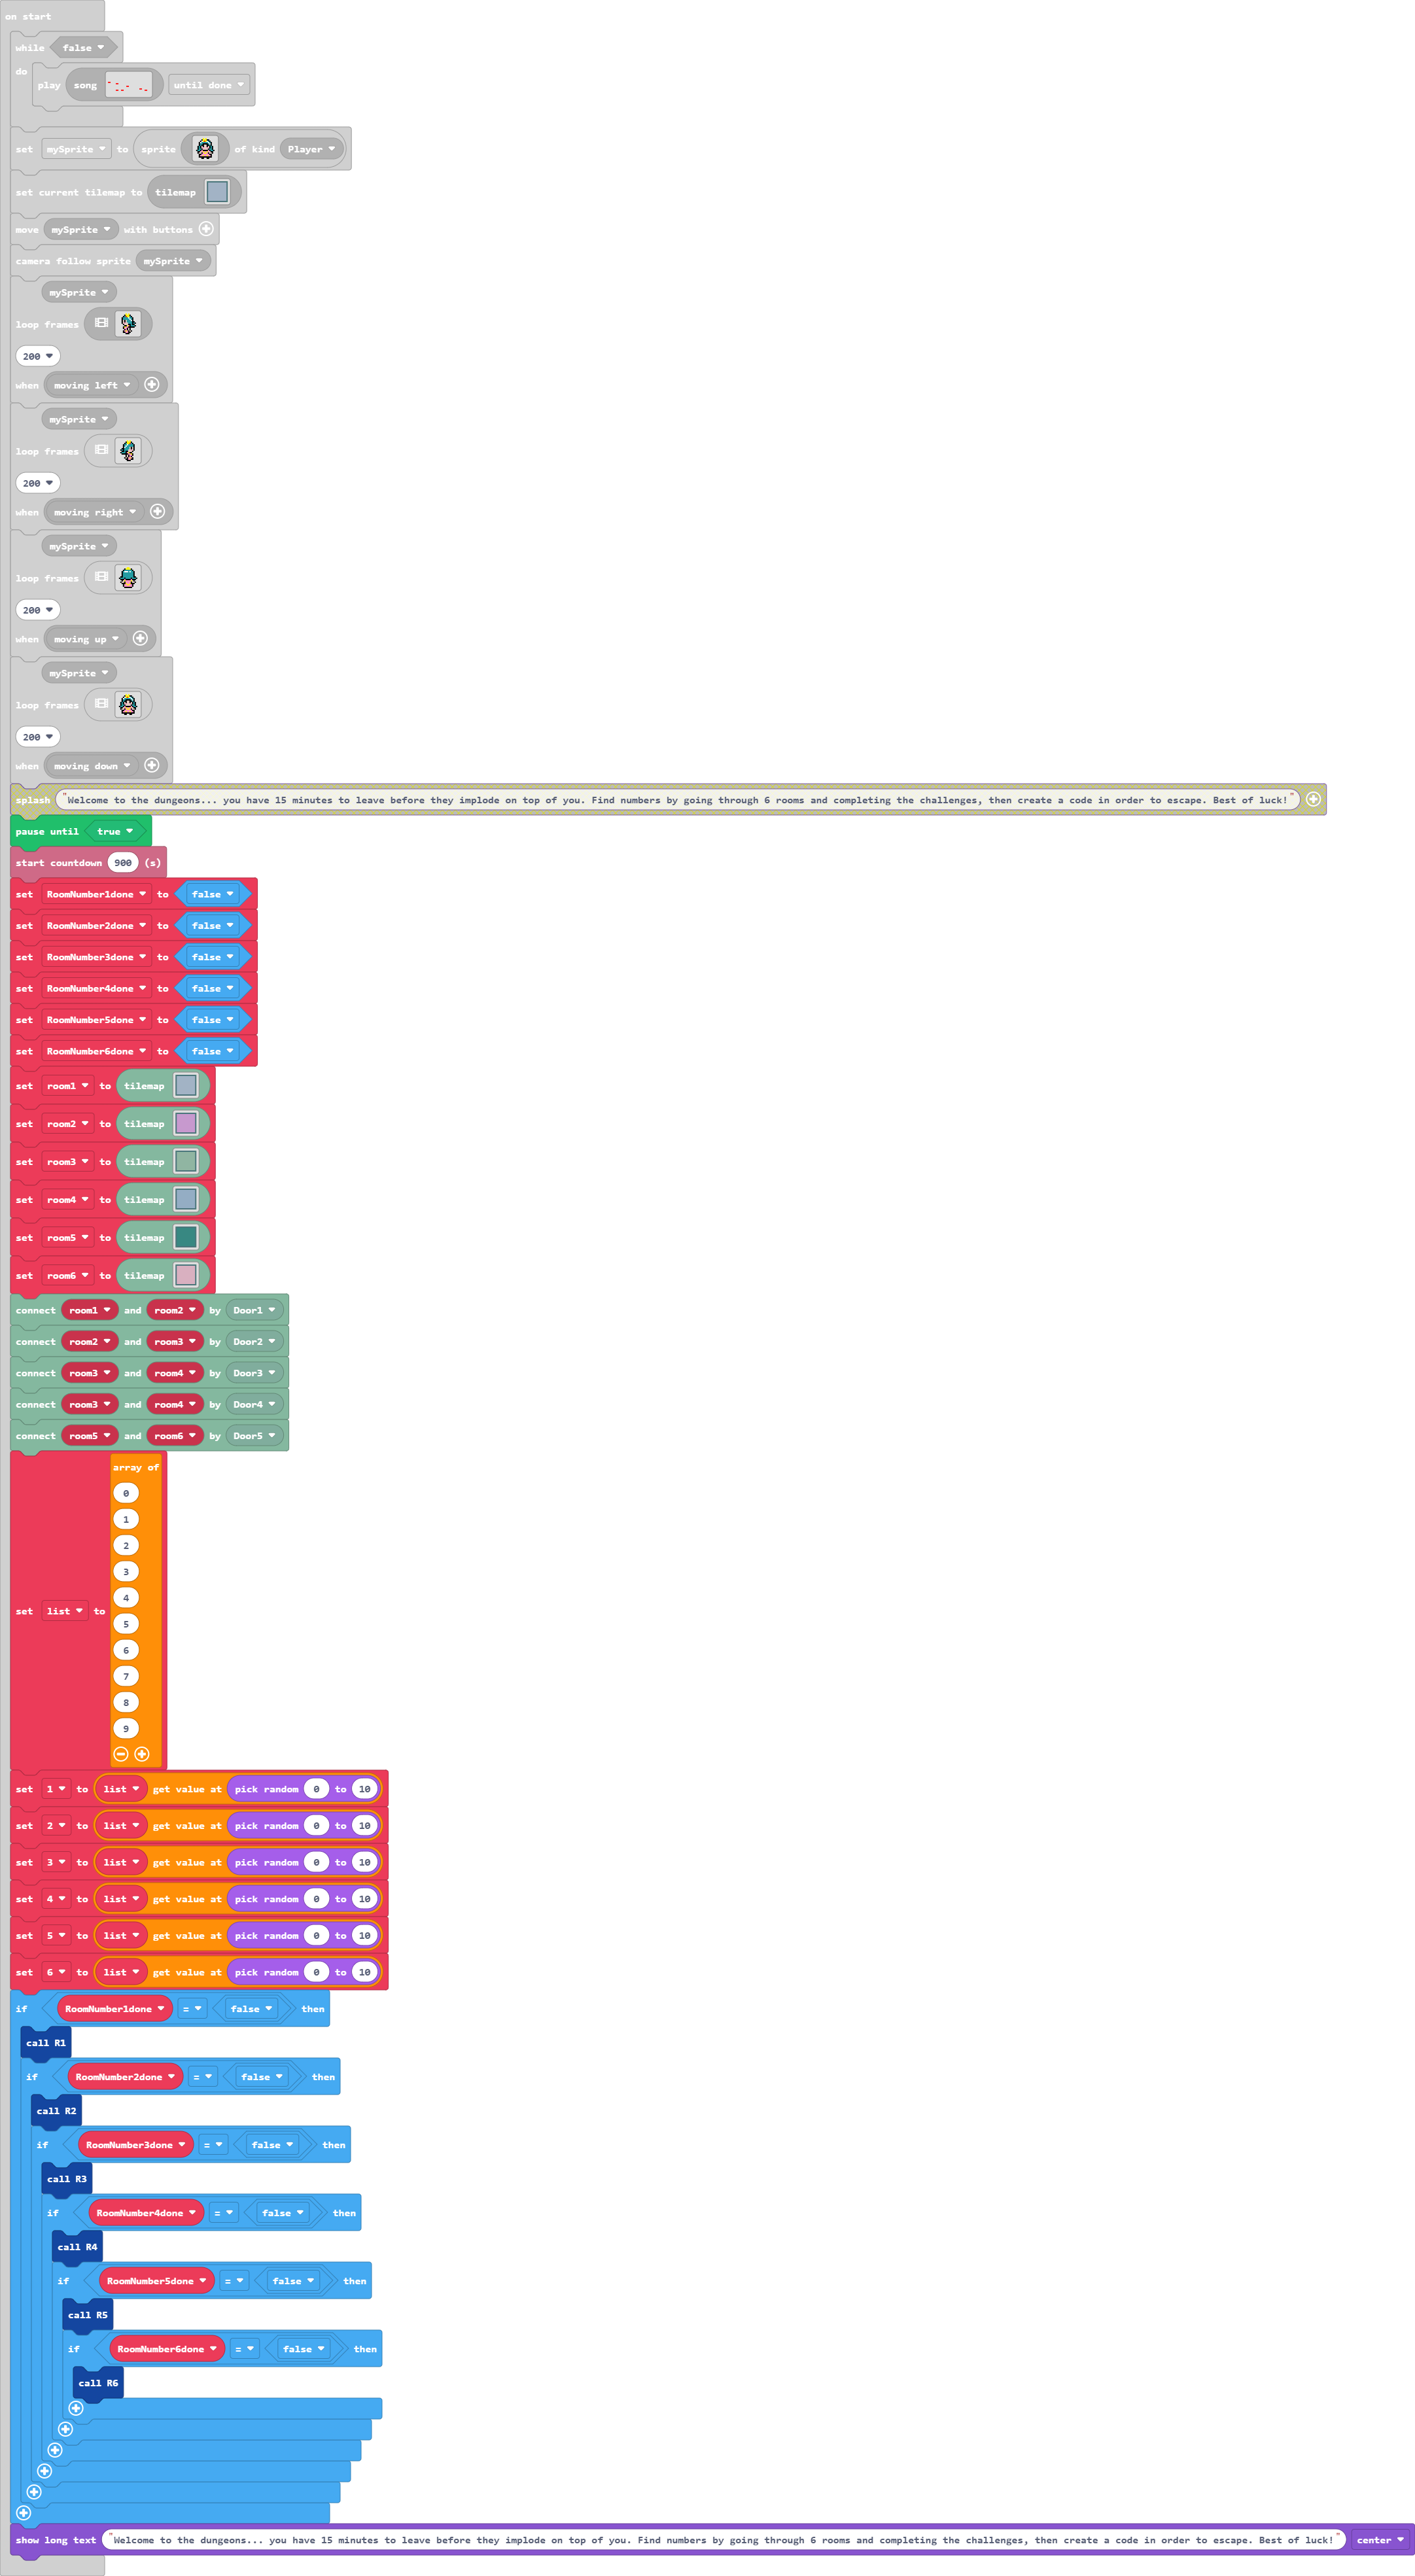 on start
while false
do
play song until done
set mySprite to sprite of kind Player
set current tilemap to tilemap
move mySprite with buttons
camera follow sprite mySprite
mySprite
loop frames
200
when moving left
mySprite
loop frames
200
when moving right
mySprite
loop frames
200
when moving up
mySprite
loop frames
200
when moving down
splash "Welcome to the dungeons... you have 15 minutes to leave before they implode on top of you. Find numbers by going through 6 rooms and completing the challenges, then create a code in order to escape. Best of luck!"
pause until true
start countdown 900 (s)
set RoomNumber1done to false
set RoomNumber2done to false
set RoomNumber3done to false
set RoomNumber4done to false
set RoomNumber5done to false
set RoomNumber6done to false
set room1 to tilemap
set room2 to tilemap
set room3 to tilemap
set room4 to tilemap
set room5 to tilemap
set room6 to tilemap
connect room1 and room2 by Door1
connect room2 and room3 by Door2
connect room3 and room4 by Door3
connect room3 and room4 by Door4
connect room5 and room6 by Door5
array of
0
1
2
3
4
set list to
5
6
7
8
9
set 1 to list get value at pick random 0 to 10
set 2 to list get value at pick random 0 to 10
set 3 to list get value at pick random 0 to 10
set 4 to list get value at pick random 0 to 10
set 5 to list get value at pick random 0 to 10
set 6 to list get value at pick random 0 to 10
if RoomNumber1done = false then
call R1
if RoomNumber2done = false then
call R2
if RoomNumber3done = false then
call R3
if RoomNumber4done = false then
call R4
if RoomNumber5done = false then
call R5
if RoomNumber6done = false then
call R6
show long text "Welcome to the dungeons... you have 15 minutes to leave before they implode on top of you. Find numbers by going through 6 rooms and completing the challenges, then create a code in order to escape. Best of luck!" center